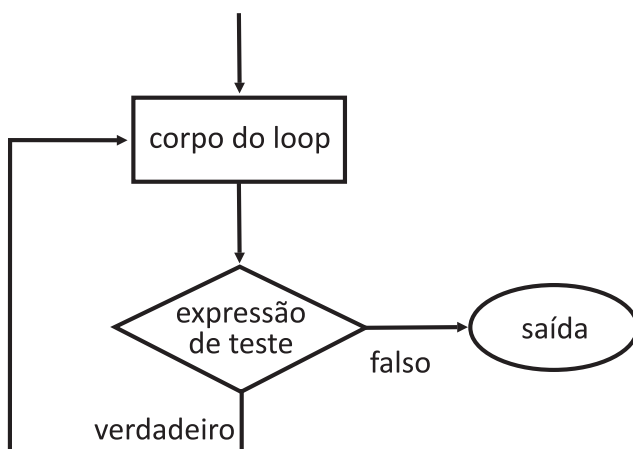 corpo do loop
expressão
de teste
saída
falso
verdadeiro